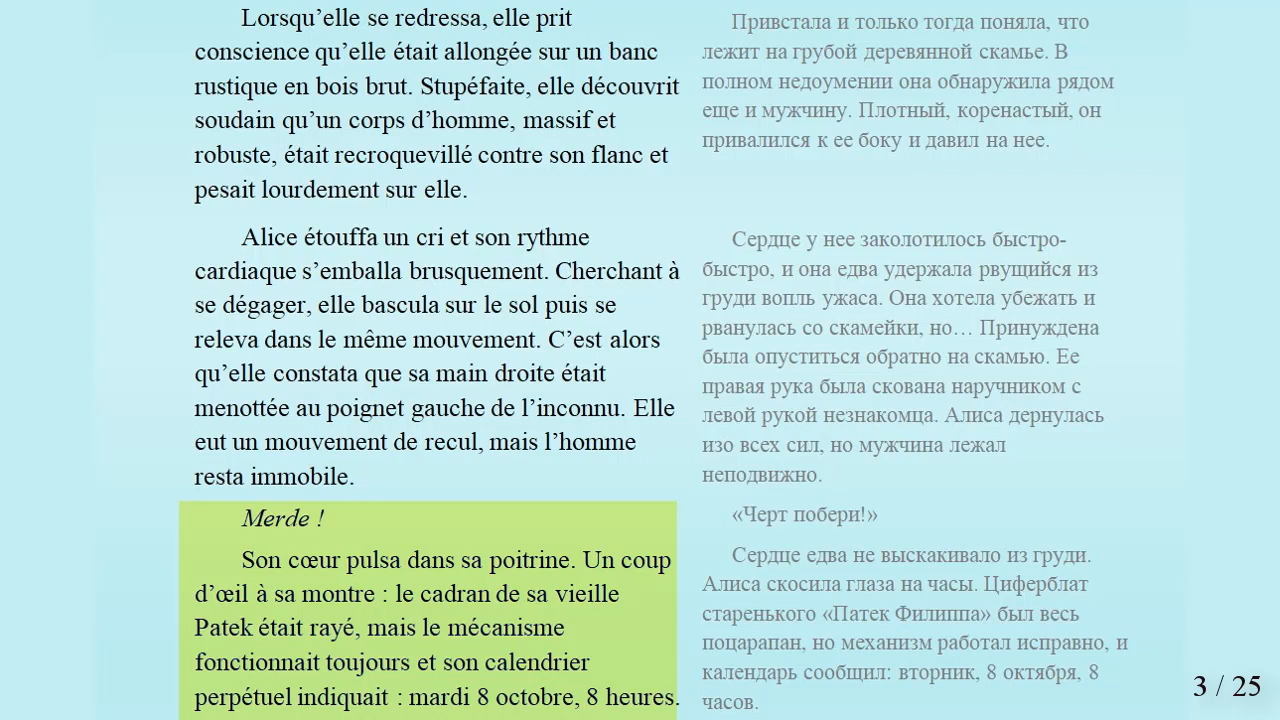 Lorsqu’elle se redressa, elle prit
conscience qu’elle était allongée sur un banc
rustique en bois brut. Stupéfaite, elle découvrit
soudain qu’un corps d’homme, massif et
robuste, était recroquevillé contre son flanc et
pesait lourdement sur elle.
Alice étouffa un cri et son rythme
cardiaque s’emballa brusquement. Cherchant à
se dégager, elle bascula sur le sol puis se
releva dans le même mouvement. C’est alors
qu’elle constata que sa main droite était
menottée au poignet gauche de l’inconnu. Elle
eut un mouvement de recul, mais l’homme
resta immobile.
Merde !
Son cœur pulsa dans sa poitrine. Un coup
d’œil à sa montre : le cadran de sa vieille
Patek était rayé, mais le mécanisme
fonctionnait toujours et son calendrier
perpétuel indiquait : mardi 8 octobre, 8 heures.
Привстала и только тогда поняла, что
лежит на грубой деревянной скамье. В
полном недоумении она обнаружила рядом
еще и мужчину. Плотный, коренастый, он
привалился к ее боку и давил на нее.
Сердце у нее заколотилось быстро-
быстро, и она едва удержала рвущийся из
груди вопль ужаса. Она хотела убежать и
рванулась со скамейки, но… Принуждена
была опуститься обратно на скамью. Ее
правая рука была скована наручником с
левой рукой незнакомца. Алиса дернулась
изо всех сил, но мужчина лежал
неподвижно.
«Черт побери!»
Сердце едва не выскакивало из груди.
Алиса скосила глаза на часы. Циферблат
старенького «Патек Филиппа» был весь
поцарапан, но механизм работал исправно, и
календарь сообщил: вторник, 8 октября, 8
часов.
3 / 25